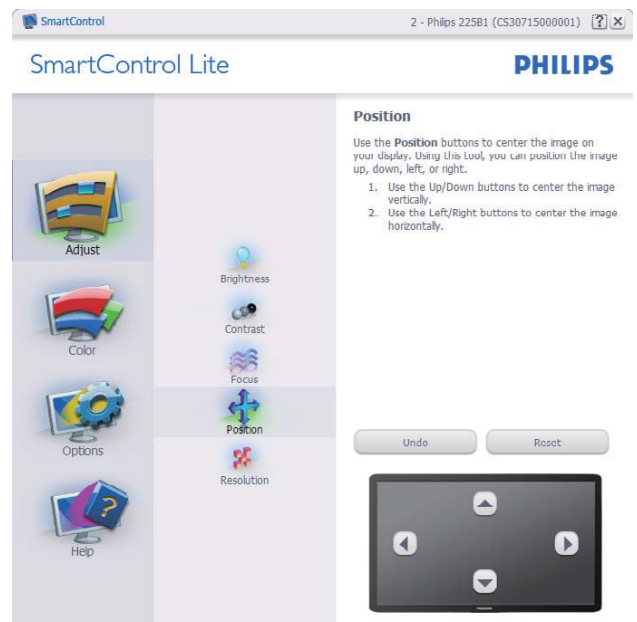 SmartControl
2 - Philips 225B1 (CS30715000001)
?
X
SmartControl Lite
PHILIPS
Adjust
Color
Options
?
Help
Brightness
Contrast
Focus
Position
Resolution
Position
Use the Position buttons to center the image on
your display. Using this tool, you can position the image
up, down, left, or right.
1. Use the Up/Down buttons to center the image
vertically.
2. Use the Left/Right buttons to center the image
horizontally.
Undo
Reset
PHILIPS